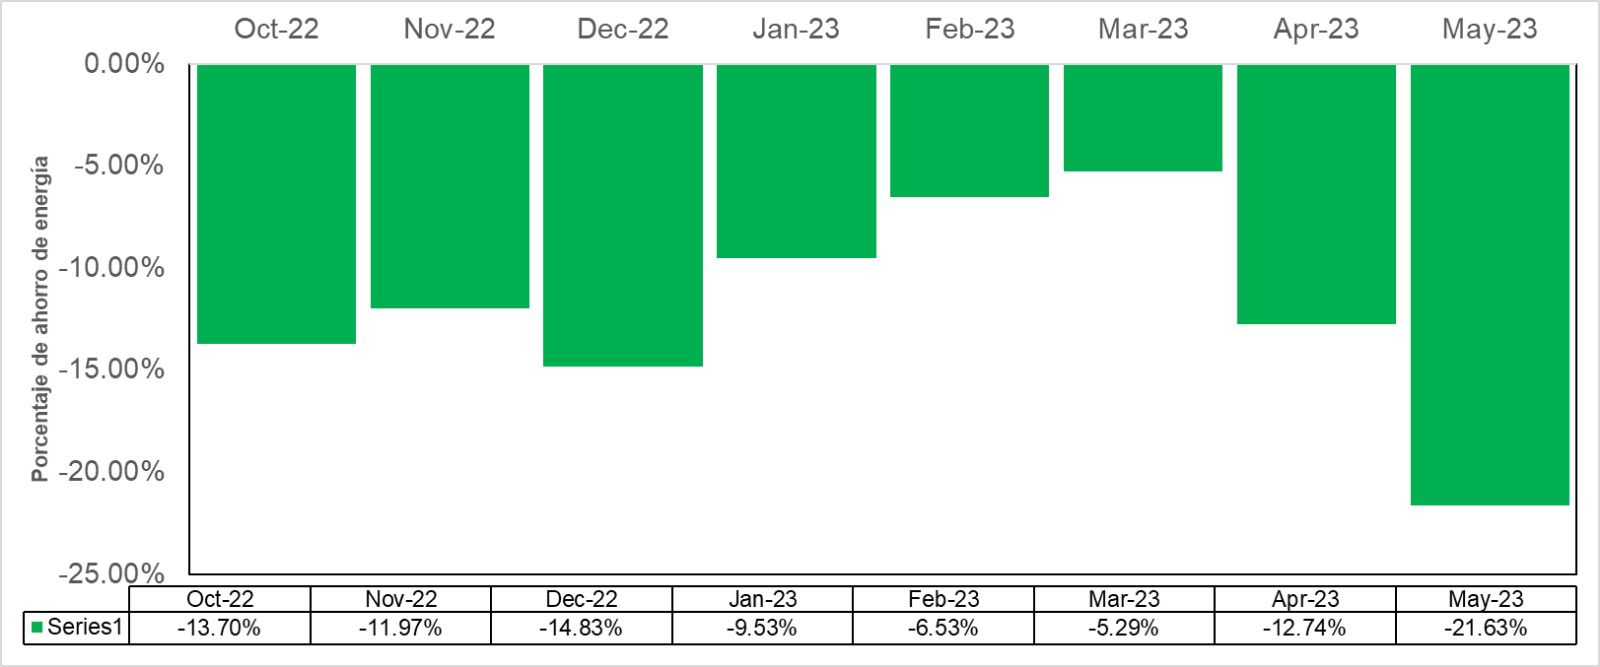 Oct-22 Nov-22 Dec-22 Jan-23 Feb-23 Mar-23 Apr-23 May-23
Porcentaje de ahorro de energía
0.00%
-5.00%
-10.00%
-15.00%
-20.00%
-25.00%
Oct-22 Nov-22 Dec-22 Jan-23 Feb-23 Mar-23 Apr-23 May-23
Series1 -13.70% -11.97% -14.83% -9.53% -6.53% -5.29% -12.74% -21.63%